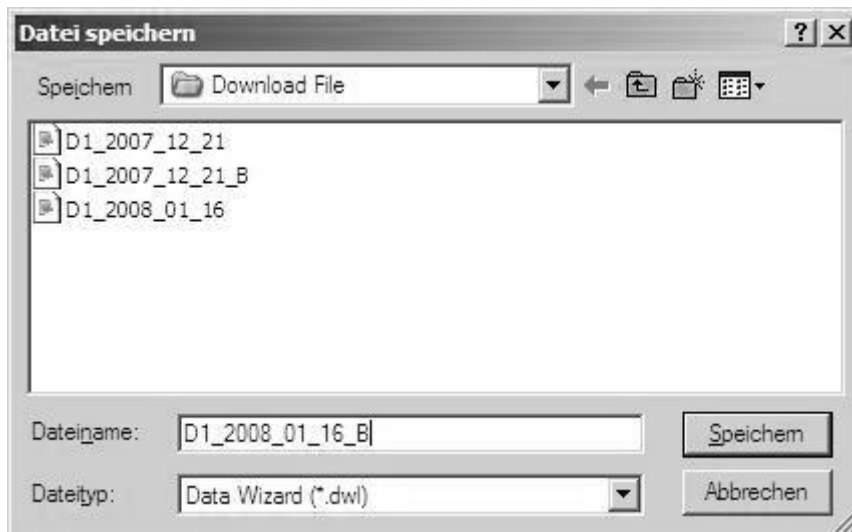 Datei speichern
Speichern Download File
D1_2007_12_21
D1_2007_12_21_B
D1_2008_01_16
Dateiname: D1_2008_01_16_B Speichern
Dateityp: Data Wizard (*.dwl) Abbrechen